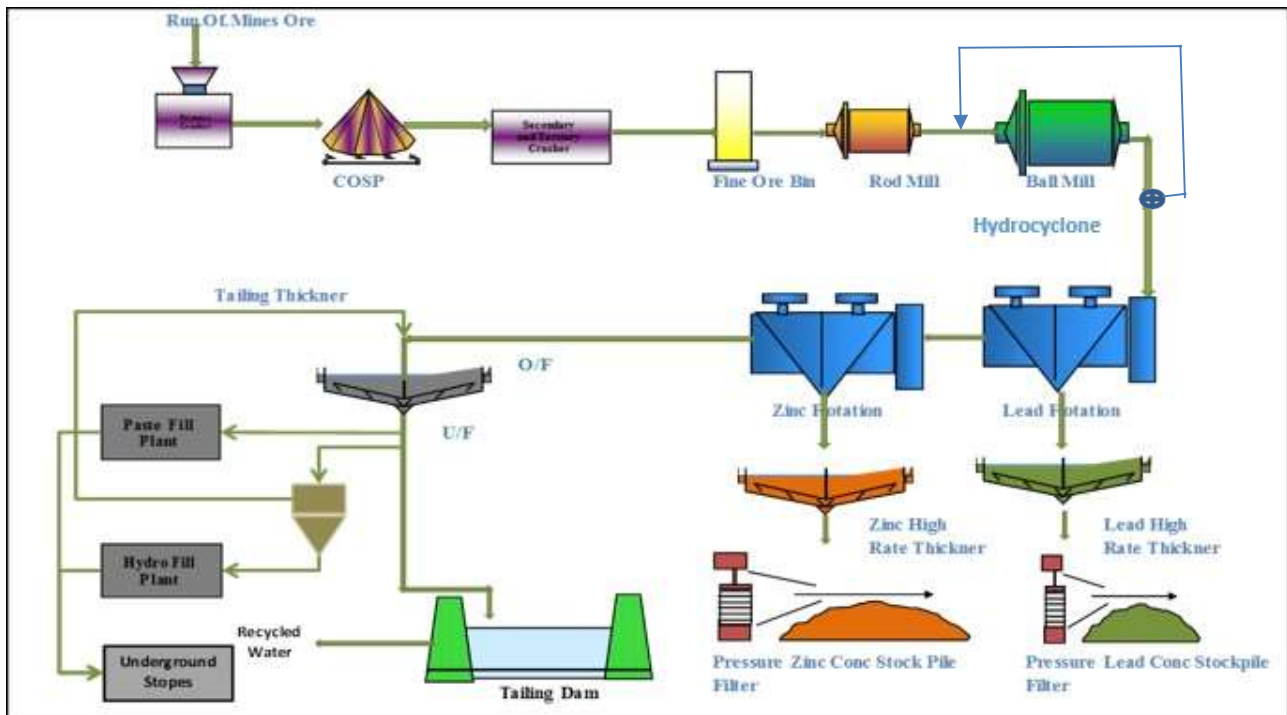 Run Of.Mines Ore
Primary
Crusher
COSP
Secondary
and Tertiary
Crusher
Fine Ore Bin
Rod Mill
Ball Mill
Hydrocyclone
Tailing Thickner
O/F
Zinc Flotation
Lead Flotation
Paste Fill
Plant
U/F
Zinc High
Rate Thickner
Lead High
Rate Thickner
Hydro Fill
Plant
Recycled
Water
Underground
Stopes
Tailing Dam
Pressure
Filter
Zinc Conc Stock Pile
Pressure
Filter
Lead Conc Stockpile